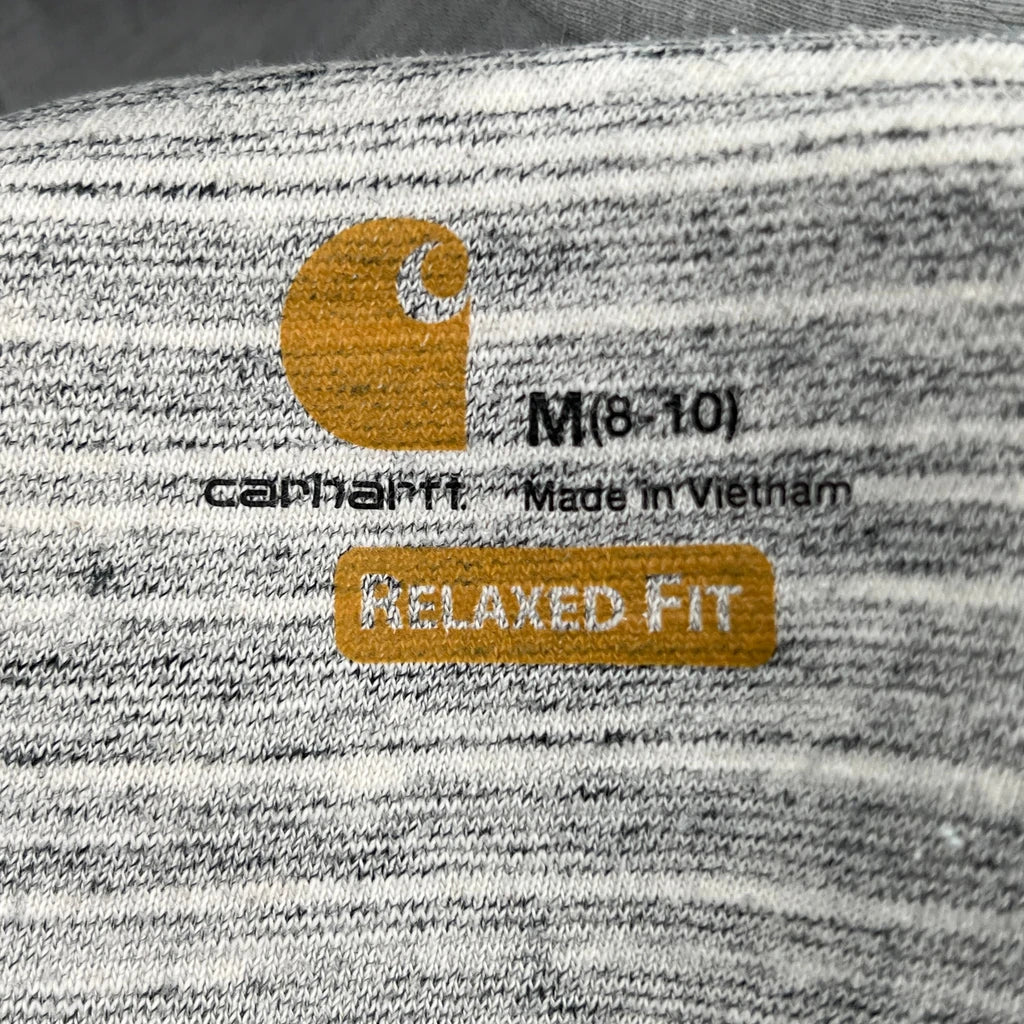 M(8-10)
carhartt
Made in Vietnam
RELAXED FIT